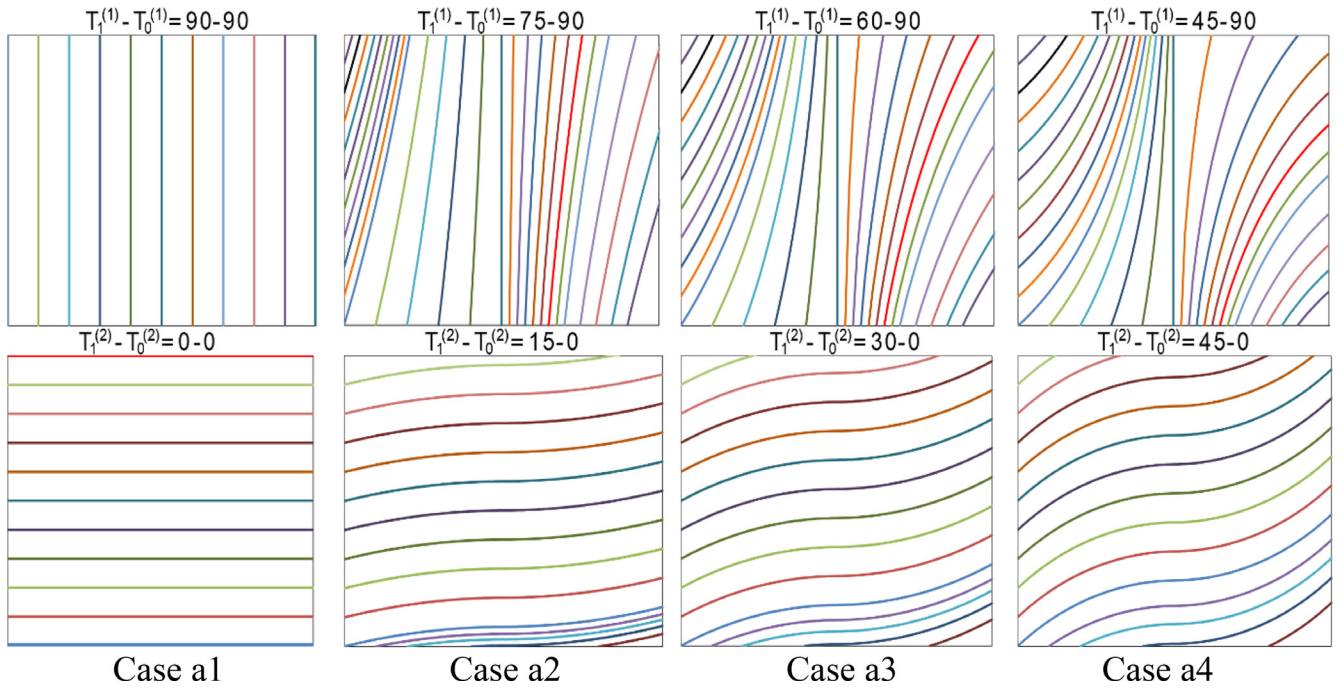 T₁⁽¹⁾-T₀⁽¹⁾=90-90 T₁⁽¹⁾-T₀⁽¹⁾=75-90 T₁⁽¹⁾-T₀⁽¹⁾=60-90 T₁⁽¹⁾-T₀⁽¹⁾=45-90
T₁⁽²⁾-T₀⁽²⁾=0-0 T₁⁽²⁾-T₀⁽²⁾=15-0 T₁⁽²⁾-T₀⁽²⁾=30-0 T₁⁽²⁾-T₀⁽²⁾=45-0
Case a1 Case a2 Case a3 Case a4